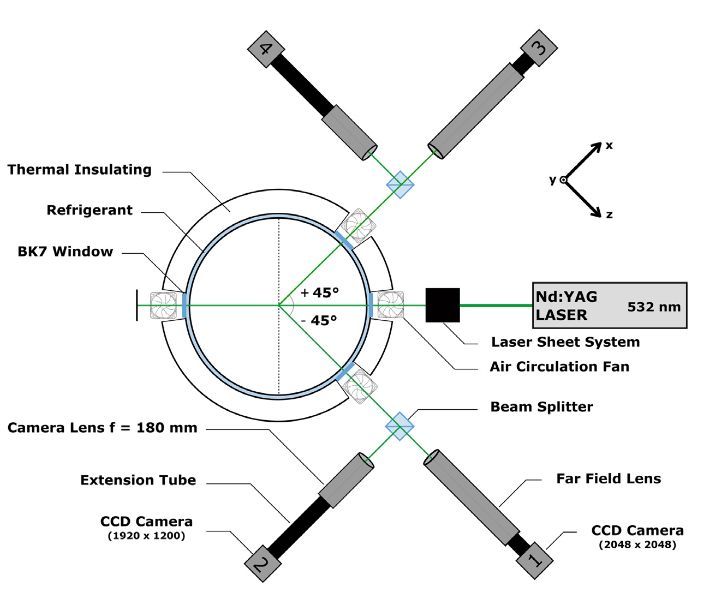 4
3
x
y
z
Thermal Insulating
Refrigerant
BK7 Window
+ 45°
- 45°
Nd:YAG
LASER
532 nm
Laser Sheet System
Air Circulation Fan
Beam Splitter
Camera Lens f = 180 mm
Extension Tube
Far Field Lens
CCD Camera
(1920 x 1200)
CCD Camera
(2048 x 2048)
2
1